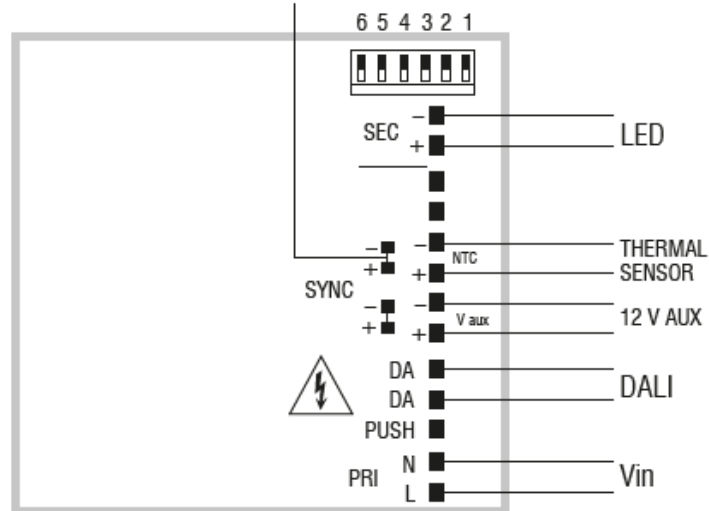 6 5 4 3 2 1
SEC - LED
+
- NTC THERMAL
+ SENSOR
-
+
SYNC
- V aux 12 V AUX
+
-
+
DA DALI
DA
PUSH
PRI N Vin
L